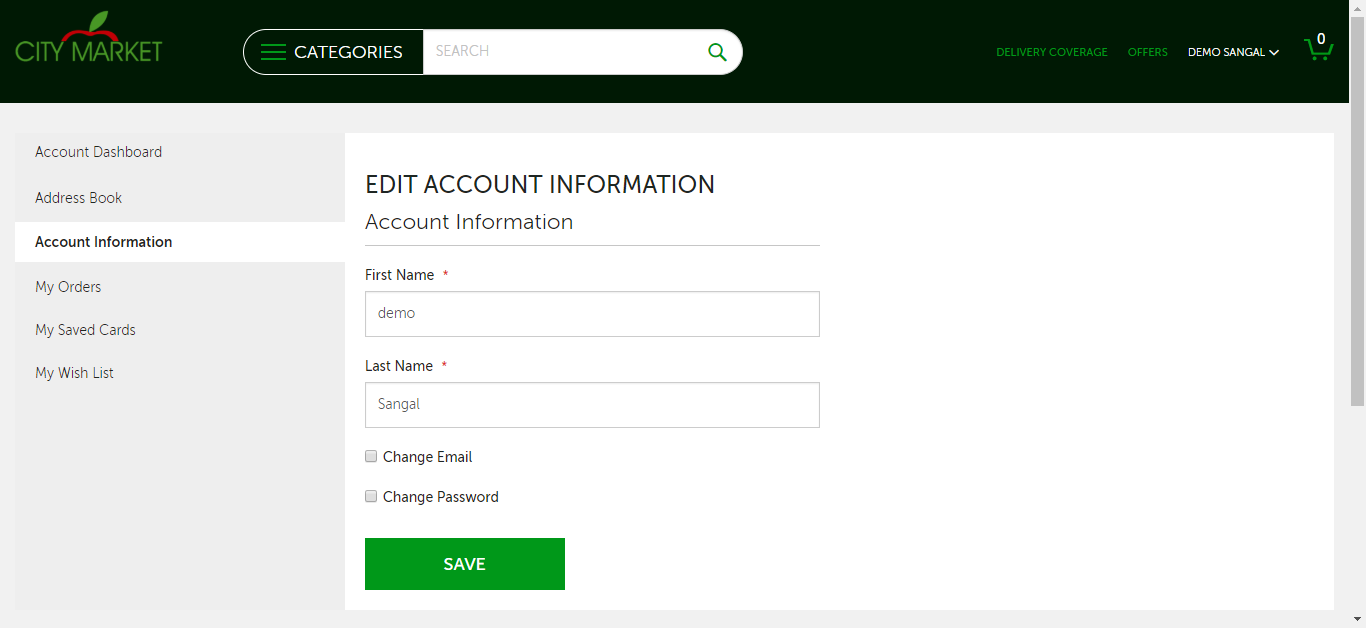 CITY MARKET
CATEGORIES
SEARCH
DELIVERY COVERAGE
OFFERS
DEMO SANGAL
0
Account Dashboard
Address Book
Account Information
My Orders
My Saved Cards
My Wish List
EDIT ACCOUNT INFORMATION
Account Information
First Name *
demo
Last Name *
Sangal
Change Email
Change Password
SAVE